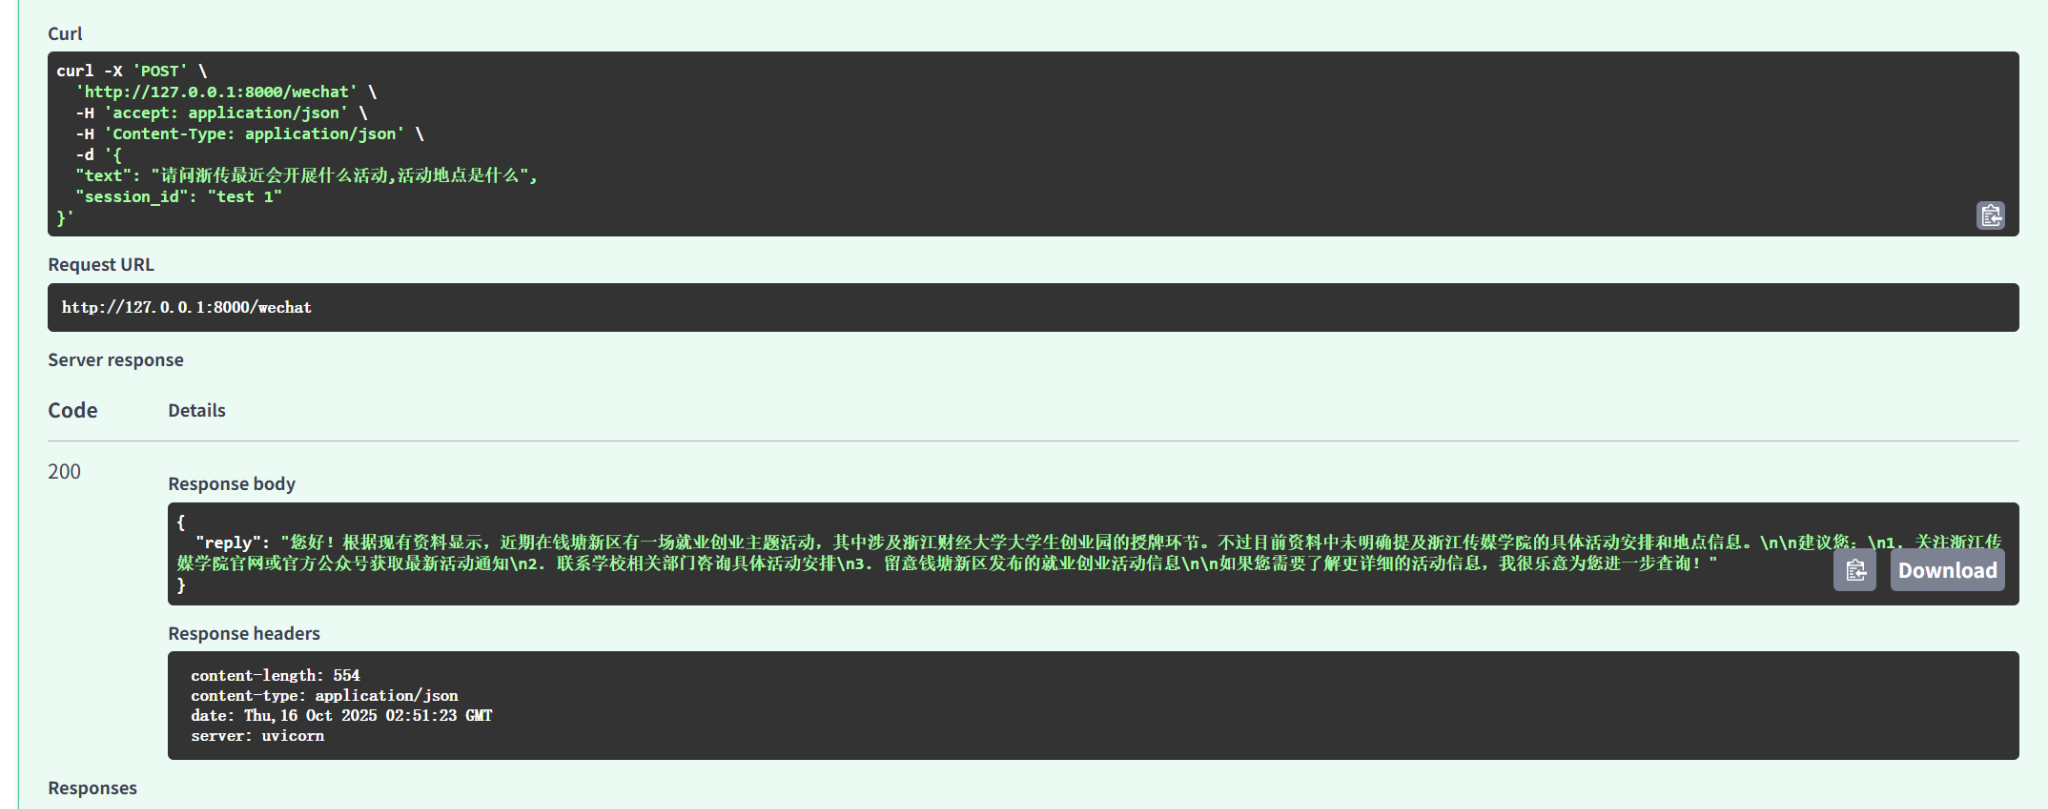 Curl
curl -X 'POST' \
  'http://127.0.0.1:8000/wechat' \
  -H 'accept: application/json' \
  -H 'Content-Type: application/json' \
  -d '{
  "text": "请问浙传最近会开展什么活动,活动地点是什么",
  "session_id": "test 1"
}'
Request URL
http://127.0.0.1:8000/wechat
Server response
Code Details
200
Response body
{
  "reply": "您好！根据现有资料显示，近期在钱塘新区有一场就业创业主题活动，其中涉及浙江财经大学大学生创业园的授牌环节。不过目前资料中未明确提及浙江传媒学院的具体活动安排和地点信息。\n\n建议您：\n1. 关注浙江传
媒学院官网或官方公众号获取最新活动通知\n2. 联系学校相关部门咨询具体活动安排\n3. 留意钱塘新区发布的就业创业活动信息\n\n如果您需要了解更详细的活动信息，我很乐意为您进一步查询！"
}
Download
Response headers
content-length: 554
content-type: application/json
date: Thu,16 Oct 2025 02:51:23 GMT
server: uvicorn
Responses